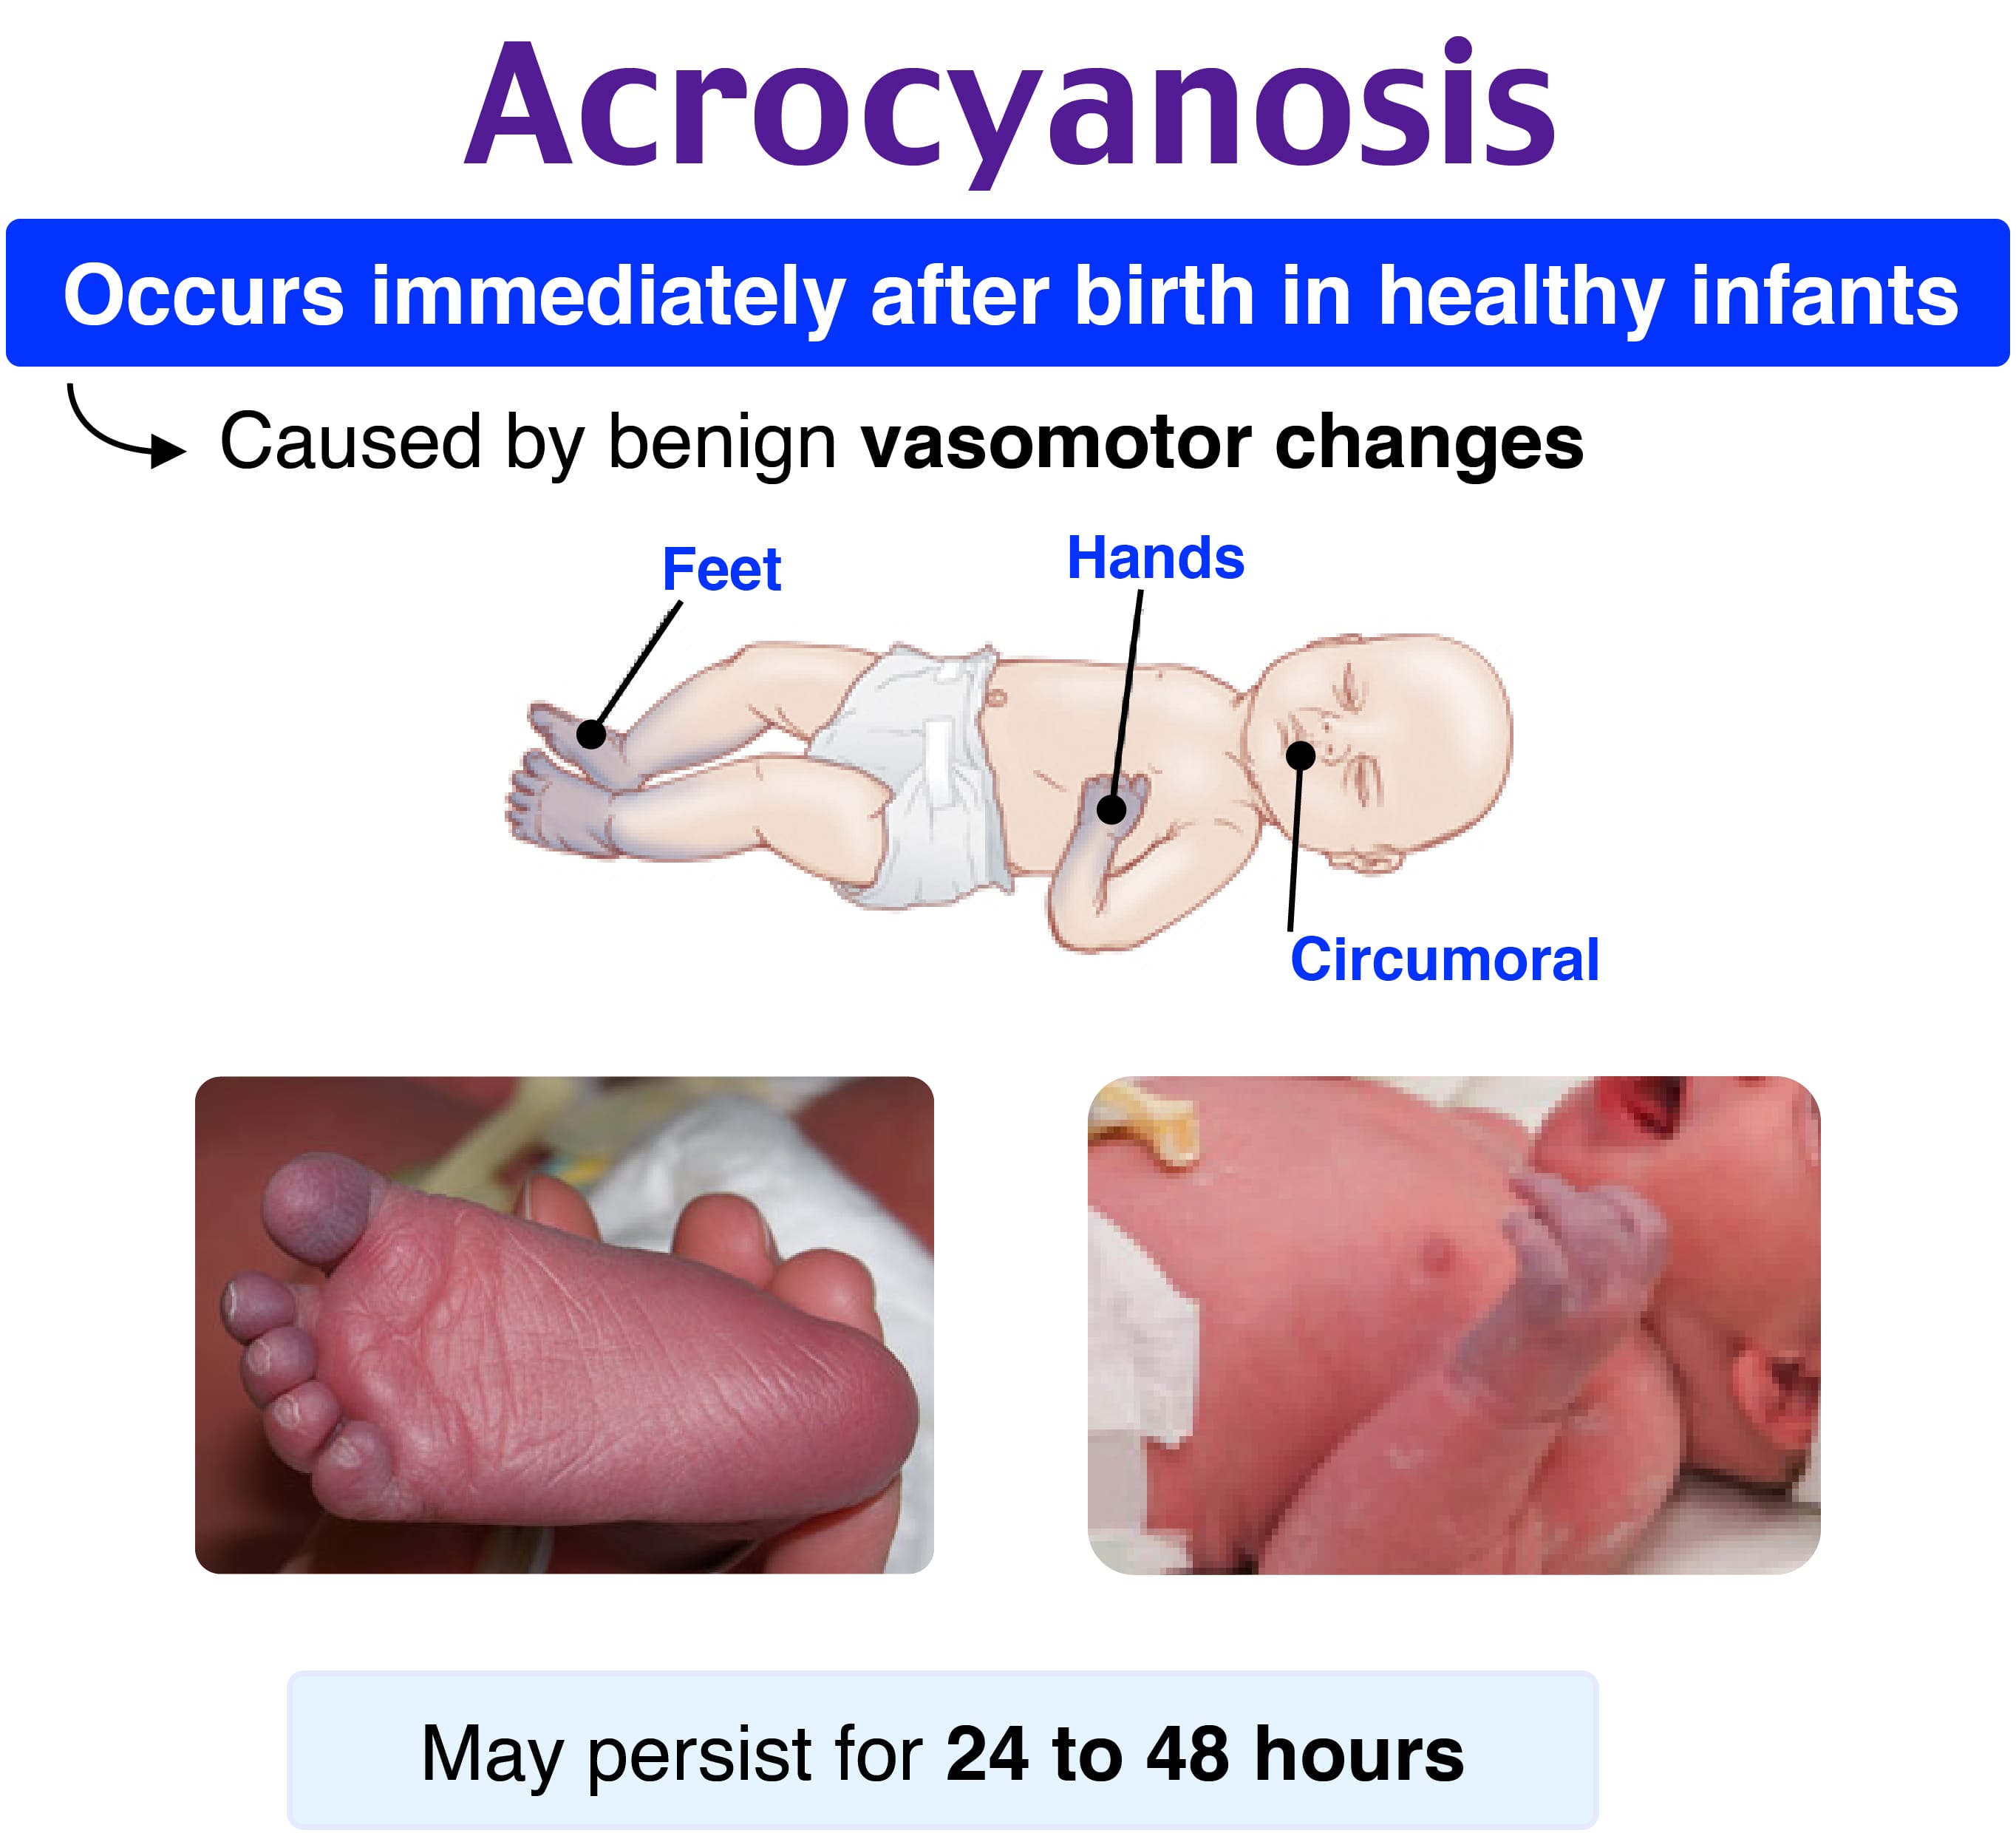 Acrocyanosis
Occurs immediately after birth in healthy infants
Caused by benign vasomotor changes
Feet
Hands
Circumoral
May persist for 24 to 48 hours